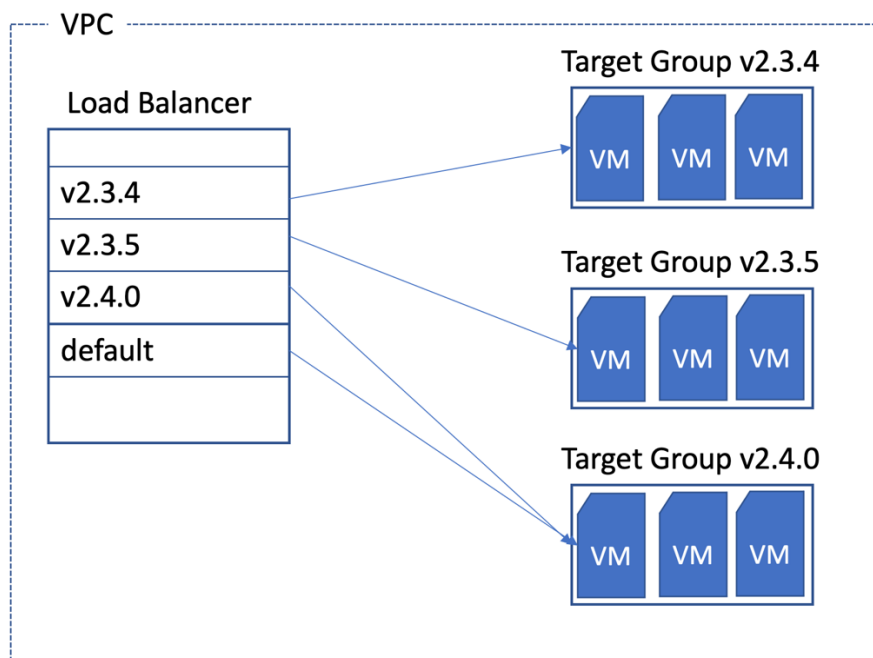 VPC
Load Balancer
v2.3.4
v2.3.5
v2.4.0
default
Target Group v2.3.4
VM VM VM
Target Group v2.3.5
VM VM VM
Target Group v2.4.0
VM VM VM